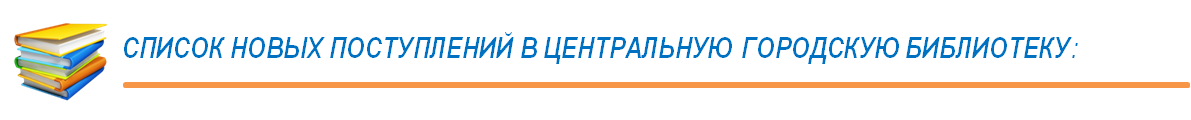 СПИСОК НОВЫХ ПОСТУПЛЕНИЙ В ЦЕНТРАЛЬНУЮ ГОРОДСКУЮ БИБЛИОТЕКУ: